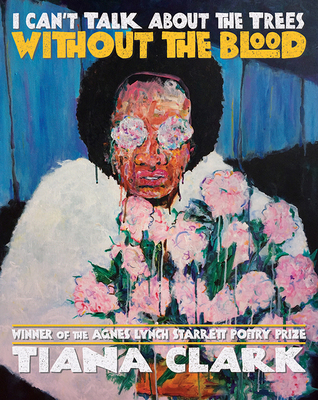 I CAN'T TALK ABOUT THE TREES
WITHOUT THE BLOOD
WINNER OF THE AGNES LYNCH STARRETT POETRY PRIZE
TIANA CLARK